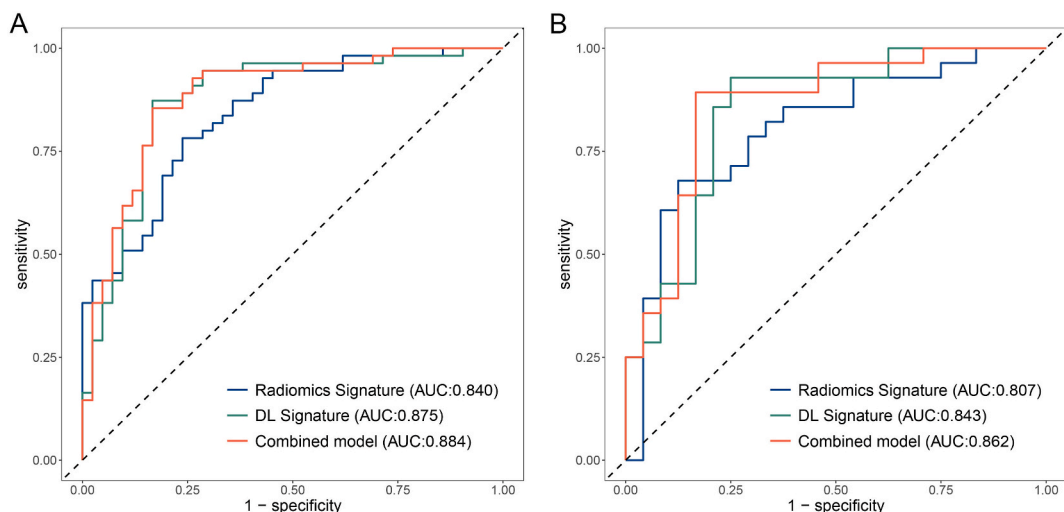 A
1.00
0.75
0.50
0.25
0.00
sensitivity
Radiomics Signature (AUC:0.840)
DL Signature (AUC:0.875)
Combined model (AUC:0.884)
0.00 0.25 0.50 0.75 1.00
1 − specificity
B
1.00
0.75
0.50
0.25
0.00
sensitivity
Radiomics Signature (AUC:0.807)
DL Signature (AUC:0.843)
Combined model (AUC:0.862)
0.00 0.25 0.50 0.75 1.00
1 − specificity